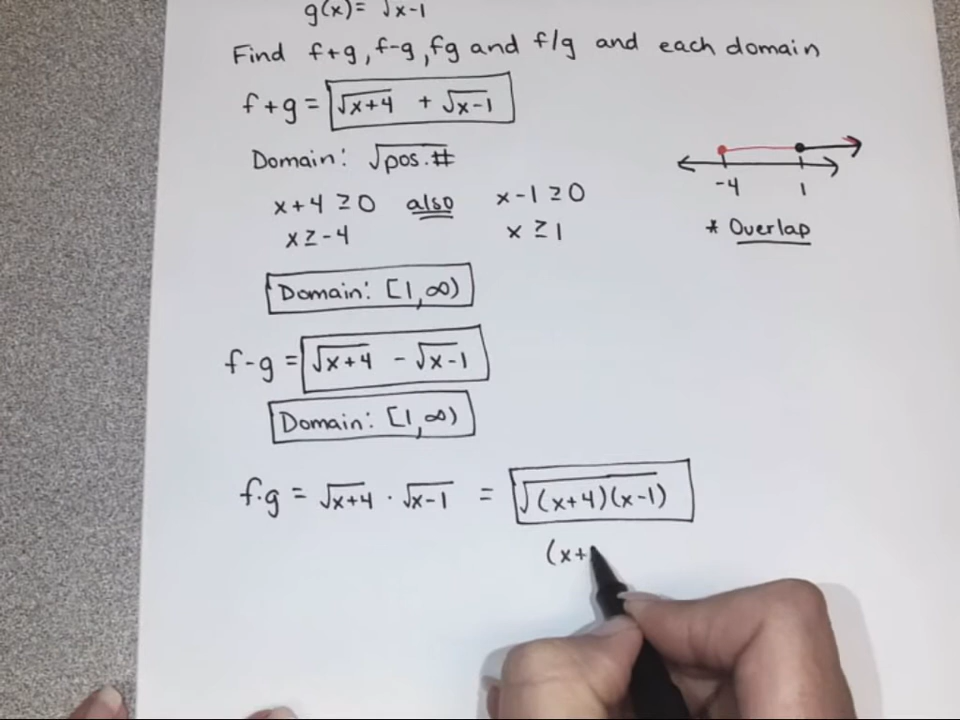 g(x) = √x-1
Find f+g, f-g, fg and f/g and each domain
f+g = √x+4 + √x-1
Domain: √pos.#
x+4 ≥ 0 also x-1 ≥ 0
x ≥ -4 x ≥ 1
-4 1
* Overlap
Domain: [1, ∞)
f-g = √x+4 - √x-1
Domain: [1, ∞)
f·g = √x+4 · √x-1 = √(x+4)(x-1)
(x+